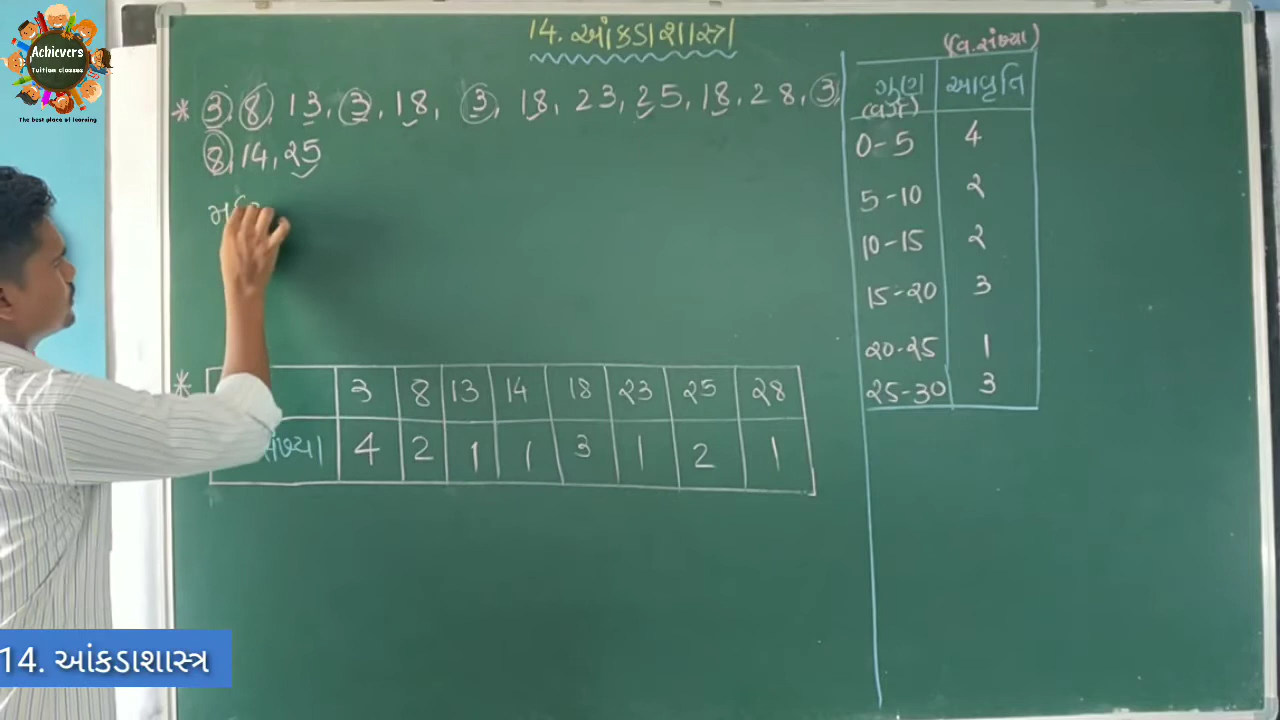 Achievers
Tuition classes
The best place of learning
14. આંકડાશાસ્ત્ર
* 3, 8, 13, 3, 18, 3, 18, 23, 25, 18, 28, 3,
8, 14, 25
(વિ.સંખ્યા)
ગુણ આવૃતિ
(વર્ગ)
0-5 4
5-10 2
10-15 2
15-20 3
20-25 1
25-30 3
* 3 8 13 14 18 23 25 28
4 2 1 1 3 1 2 1
14. આંકડાશાસ્ત્ર